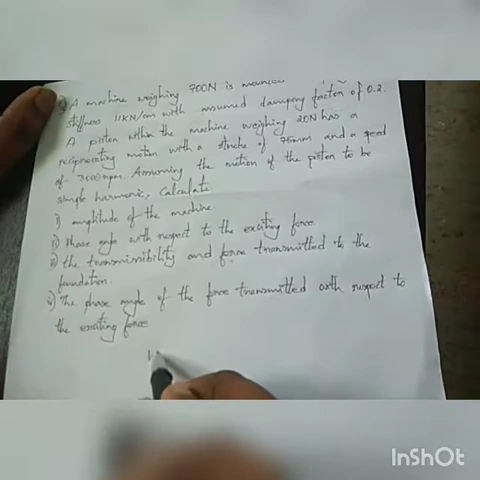 A machine weighing 700N is mounted
stiffness 11KN/cm with assumed damping factor of 0.2.
A piston within the machine weighing 20N has a
reciprocating motion with a stroke of 75mm and a speed
of 3000rpm. Assuming the motion of the piston to be
simple harmonic, Calculate
i) amplitude of the machine.
ii) Phase angle with respect to the exciting force
iii) the transmissibility and force transmitted to the
foundation.
iv) The phase angle of the force transmitted with respect to
the exciting force
InShOt